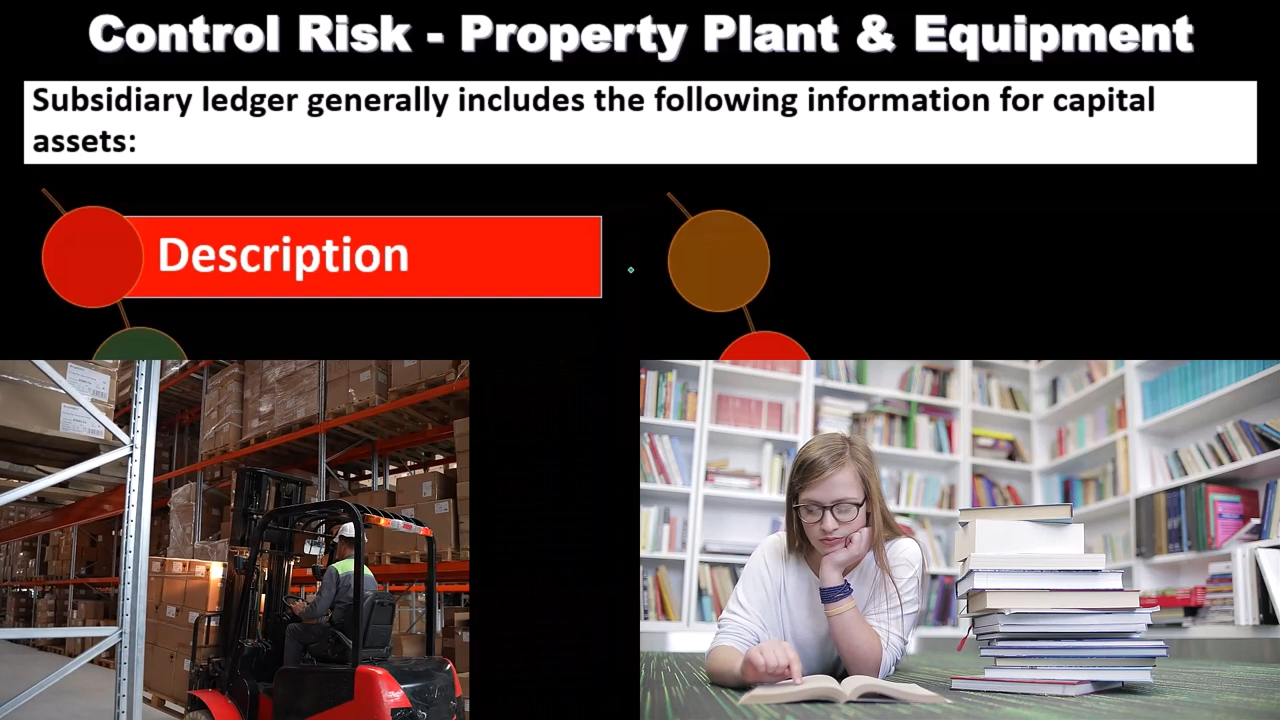 Control Risk - Property Plant & Equipment
Subsidiary ledger generally includes the following information for capital
assets:
Description